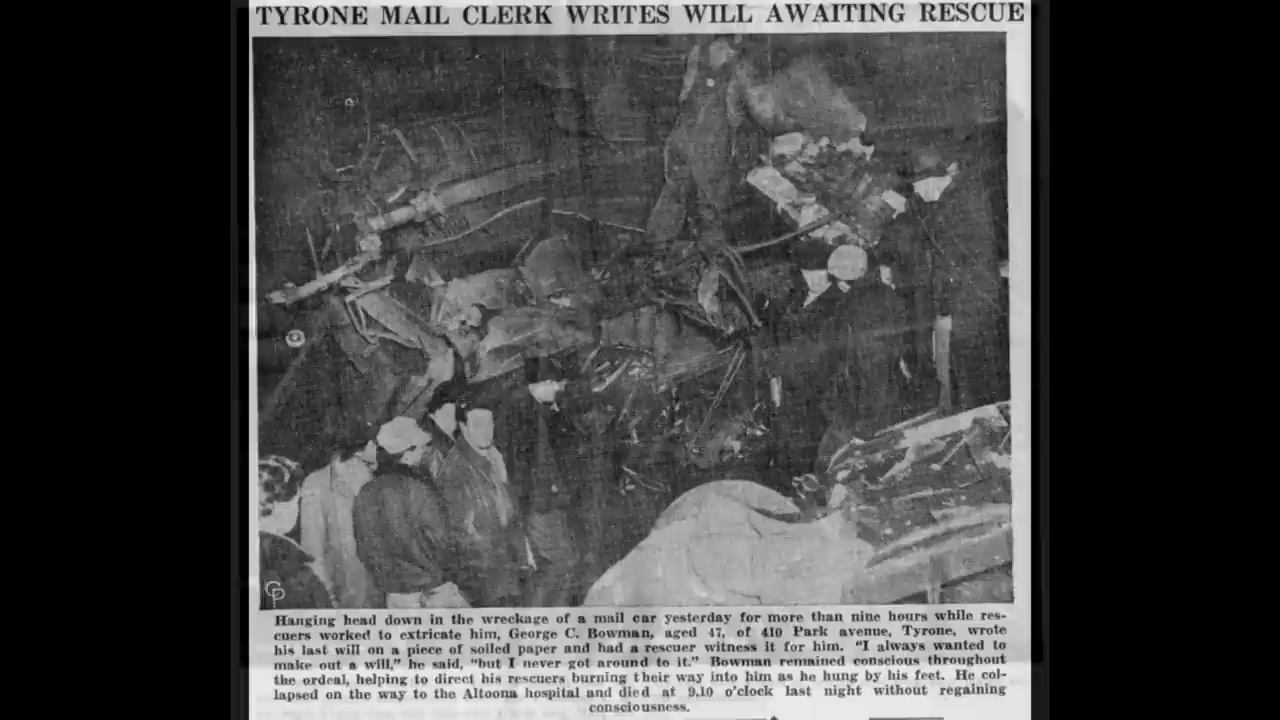 TYRONE MAIL CLERK WRITES WILL AWAITING RESCUE
CP
Hanging head down in the wreckage of a mail car yesterday for more than nine hours while res-
cuers worked to extricate him, George C. Bowman, aged 47, of 410 Park avenue, Tyrone, wrote
his last will on a piece of soiled paper and had a rescuer witness it for him. "I always wanted to
make out a will," he said, "but I never got around to it." Bowman remained conscious throughout
the ordeal, helping to direct his rescuers burning their way into him as he hung by his feet. He col-
lapsed on the way to the Altoona hospital and died at 9.10 o'clock last night without regaining
consciousness.